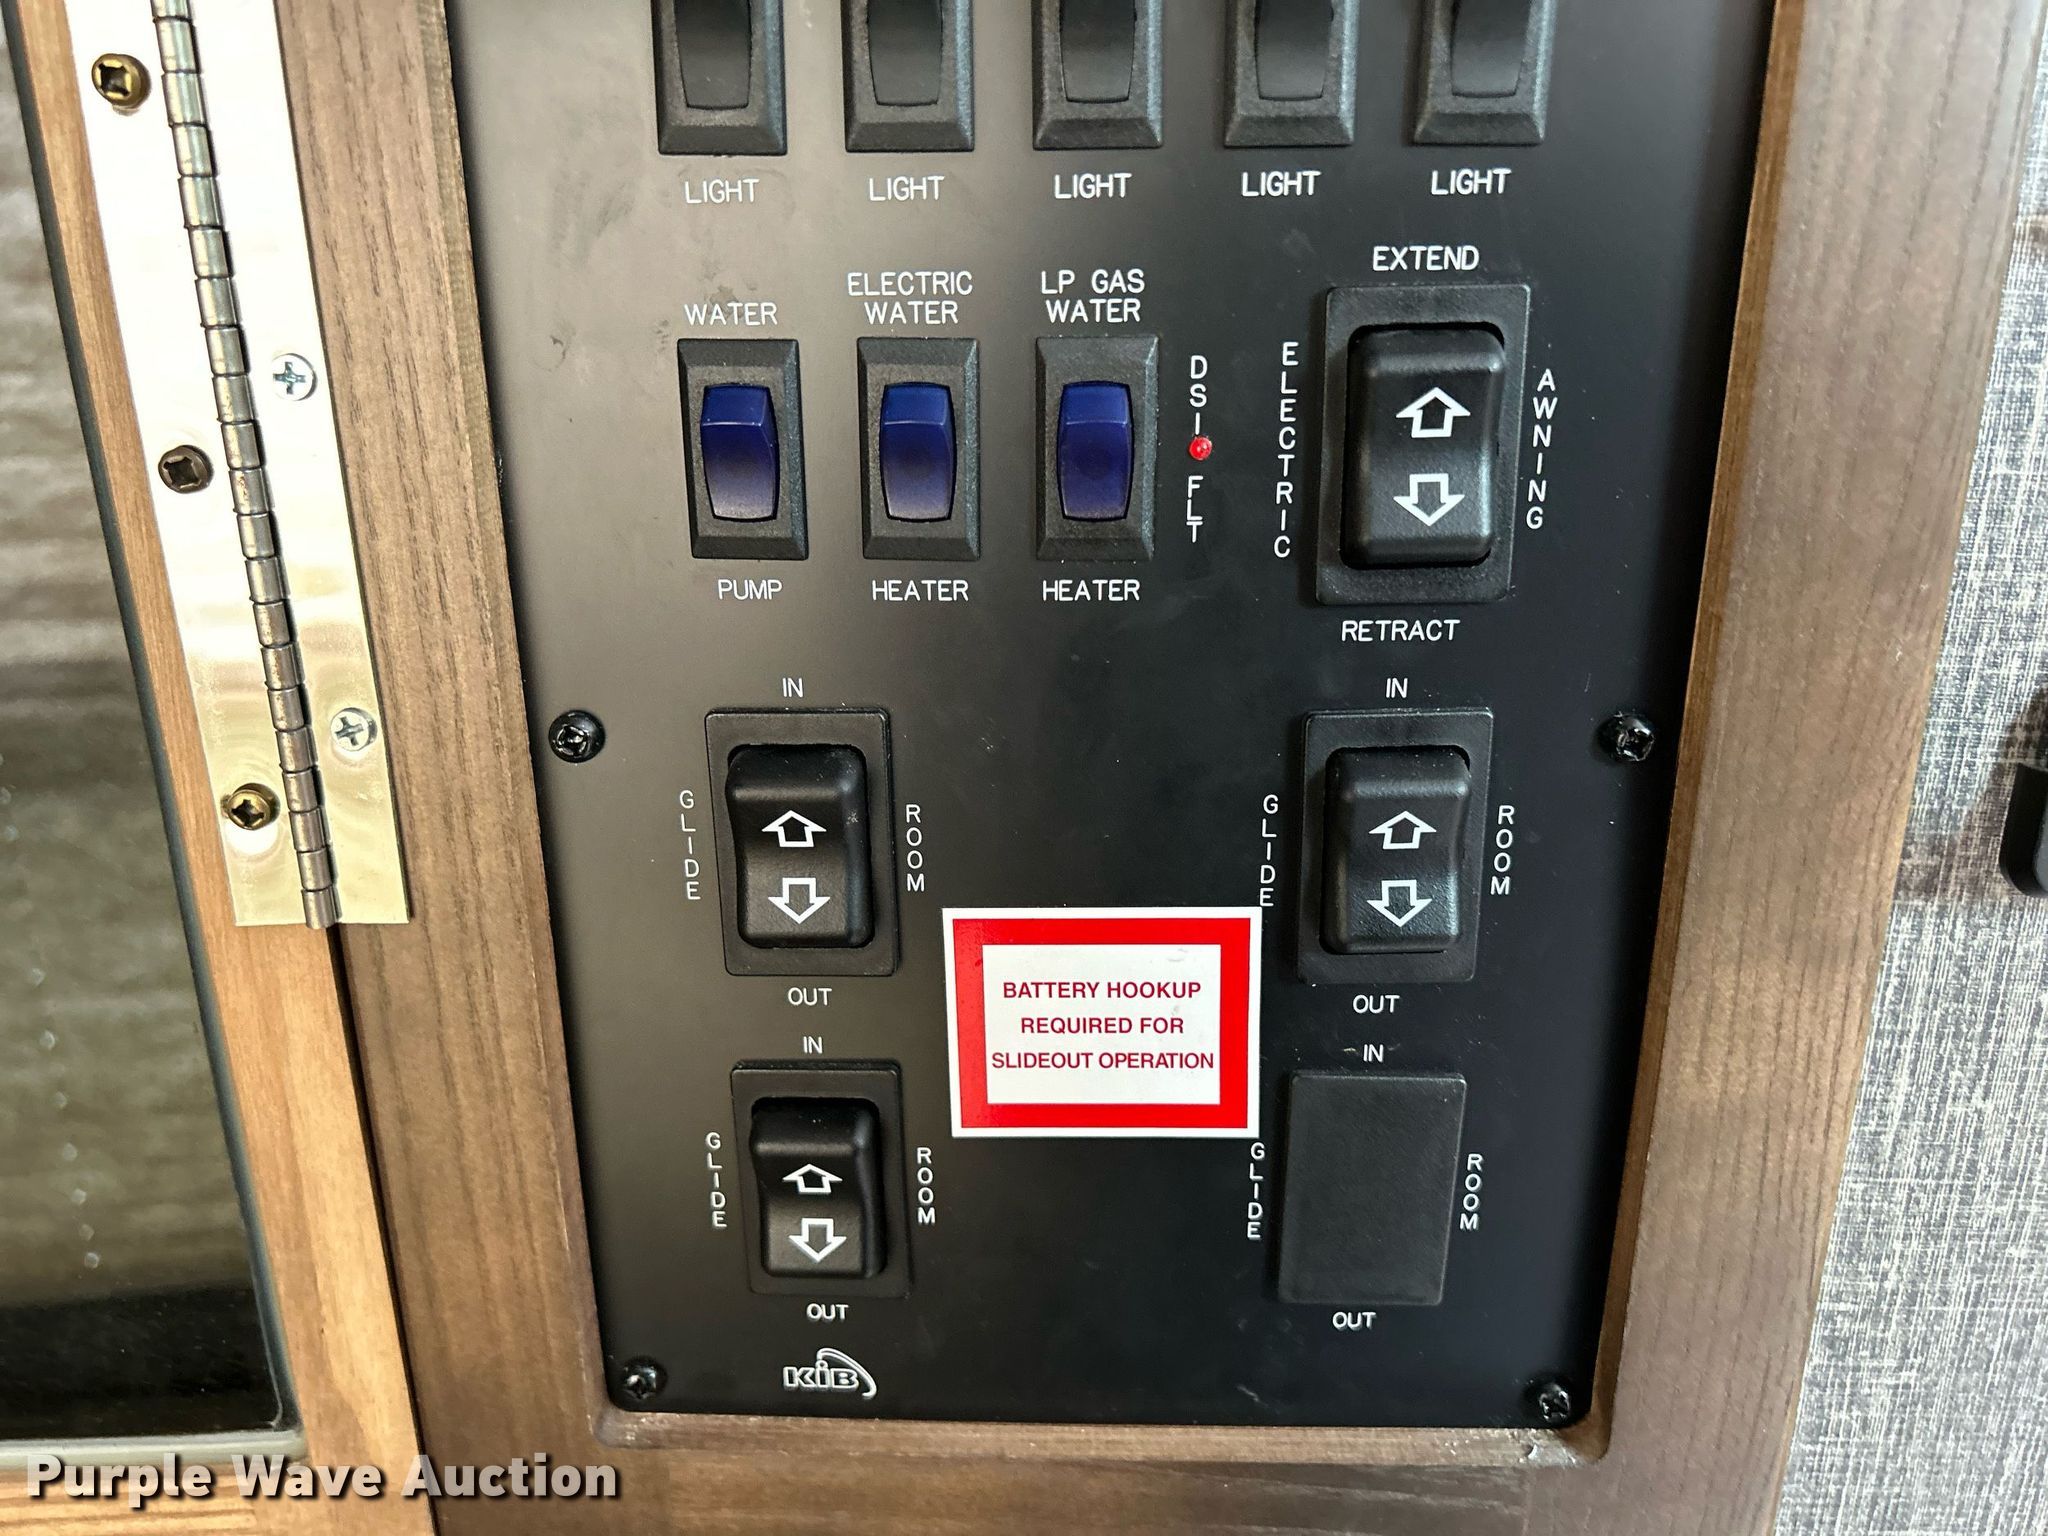 LIGHT LIGHT LIGHT LIGHT LIGHT
WATER
PUMP
ELECTRIC
WATER
HEATER
LP GAS
WATER
HEATER
DSI
FLT
EXTEND
ELECTRIC
AWNING
RETRACT
IN
GLIDE
ROOM
OUT
IN
GLIDE
ROOM
OUT
BATTERY HOOKUP
REQUIRED FOR
SLIDEOUT OPERATION
IN
GLIDE
ROOM
OUT
IN
GLIDE
ROOM
OUT
KiB
Purple Wave Auction